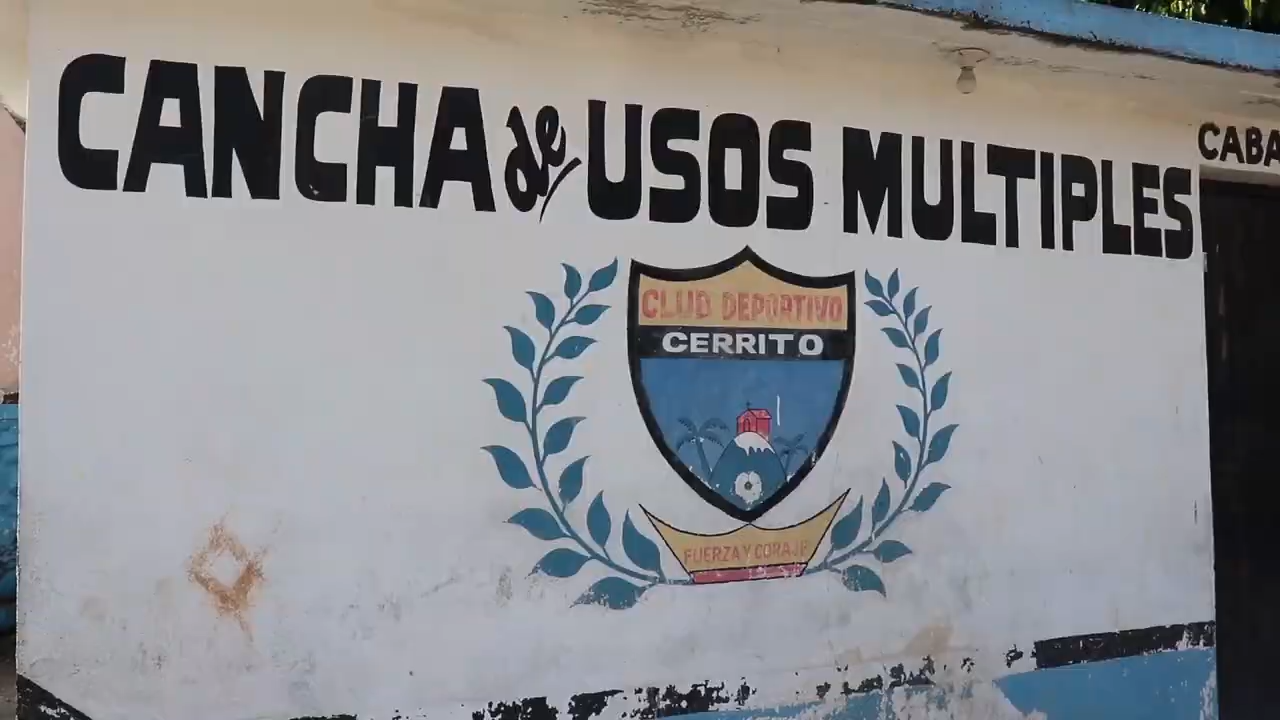 CANCHA de USOS MULTIPLES
CABA
CLUD DEPORTIVO
CERRITO
FUERZA Y CORAJE